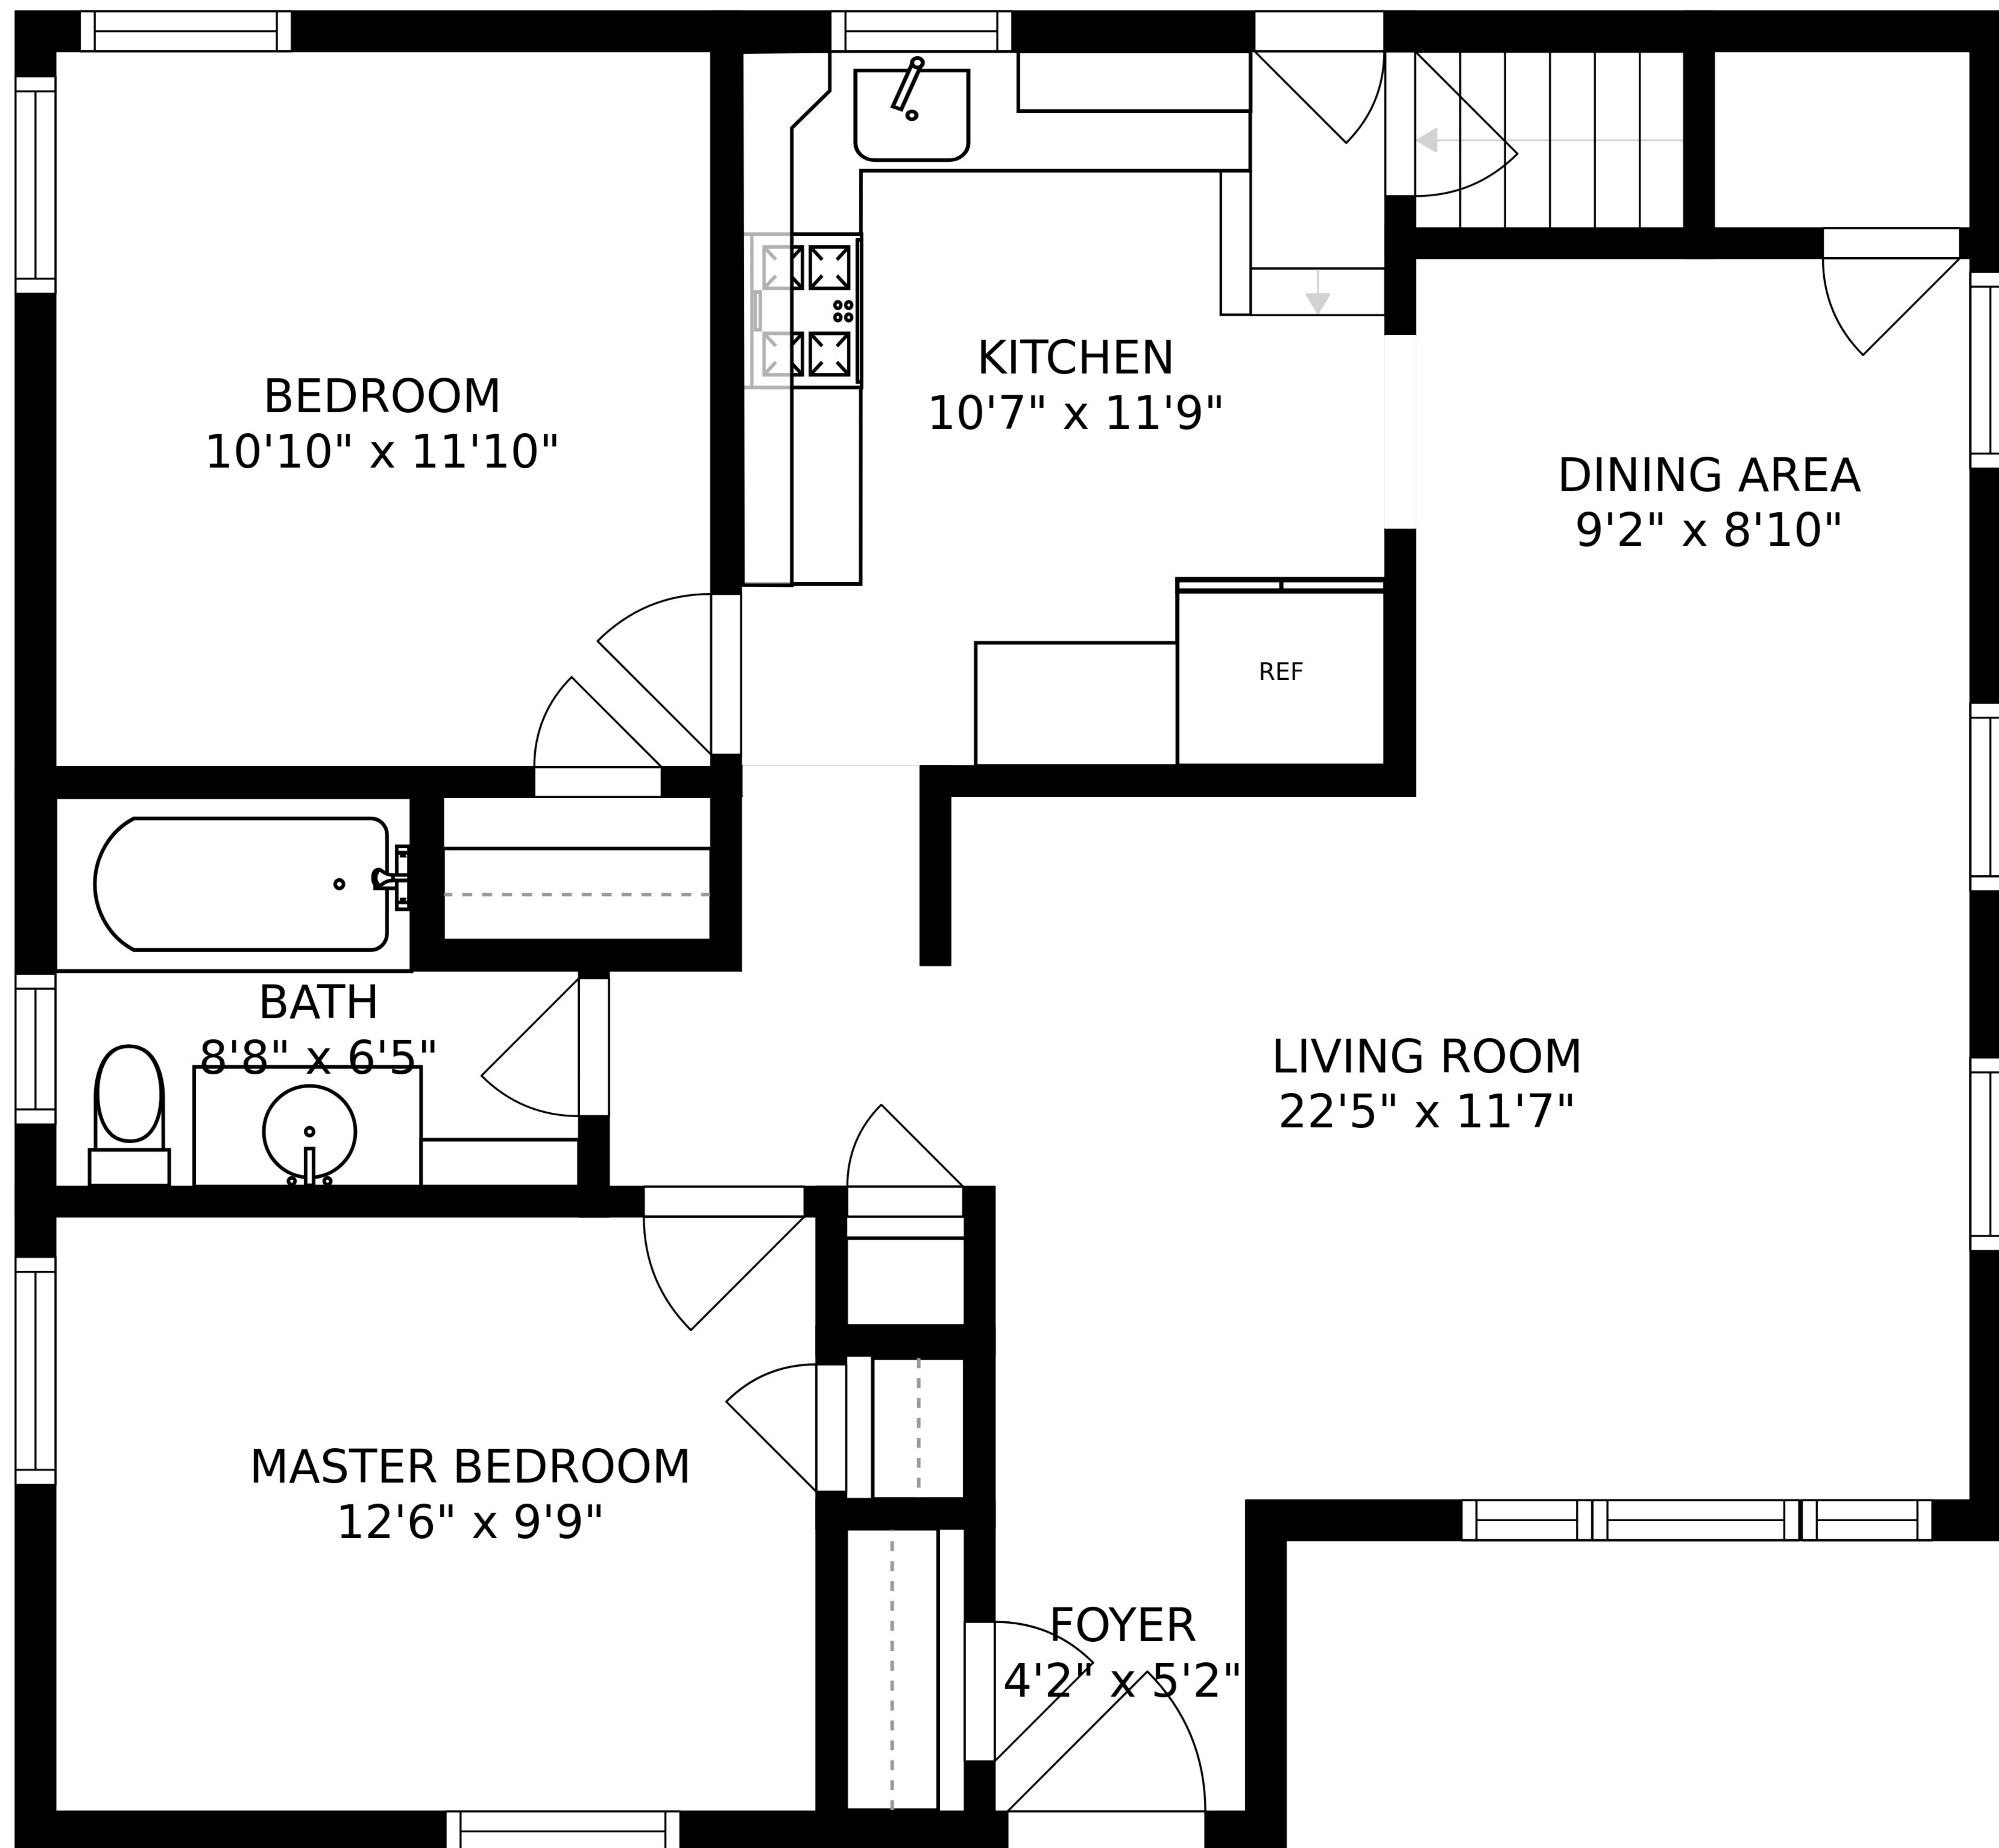 BEDROOM
10'10" x 11'10"
KITCHEN
10'7" x 11'9"
DINING AREA
9'2" x 8'10"
REF
BATH
8'8" x 6'5"
LIVING ROOM
22'5" x 11'7"
MASTER BEDROOM
12'6" x 9'9"
FOYER
4'2" x 5'2"